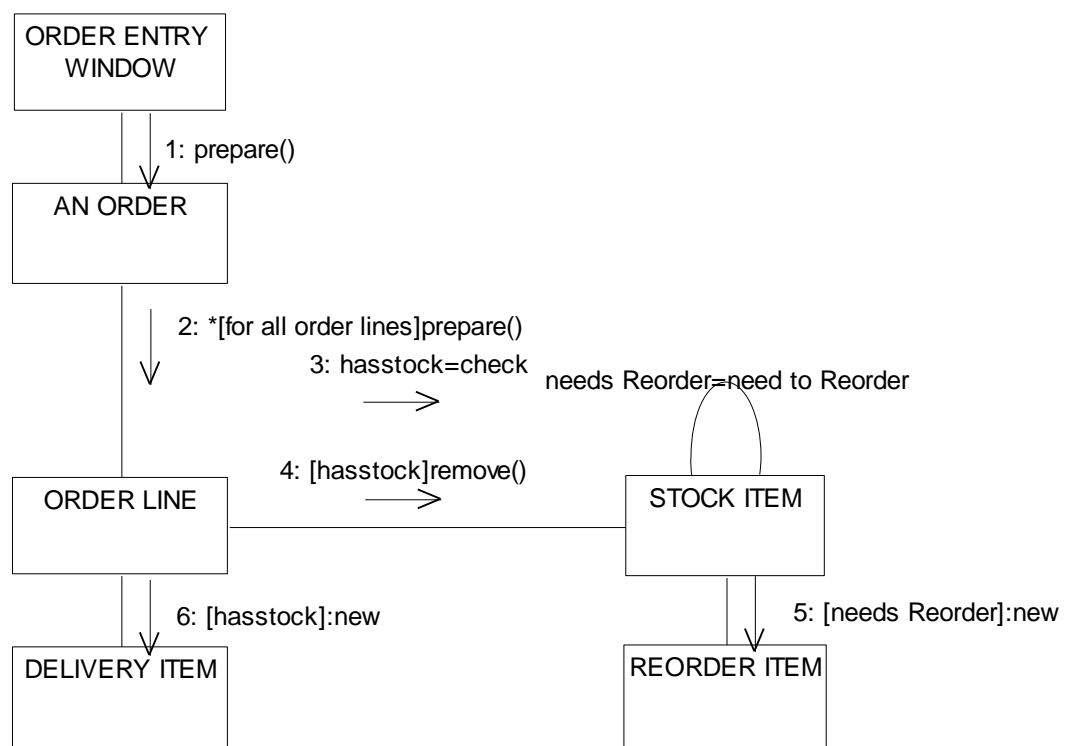 ORDER ENTRY
WINDOW
1: prepare()
AN ORDER
2: *[for all order lines]prepare()
3: hasstock=check
needs Reorder=need to Reorder
4: [hasstock]remove()
ORDER LINE
STOCK ITEM
6: [hasstock]:new
5: [needs Reorder]:new
DELIVERY ITEM
REORDER ITEM